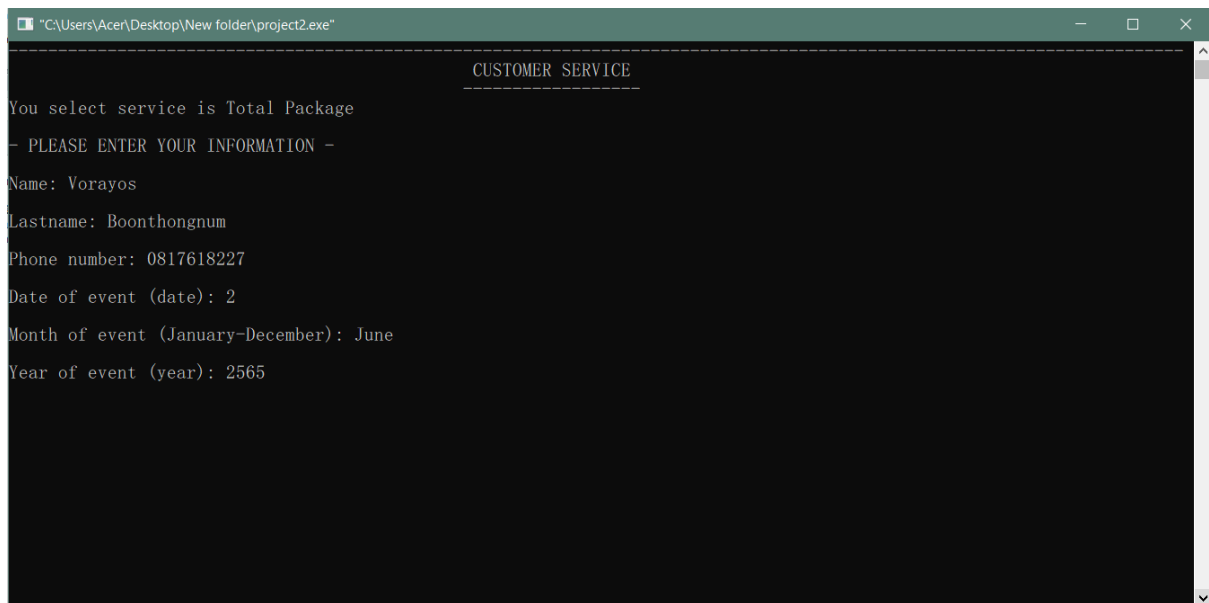 "C:\Users\Acer\Desktop\New folder\project2.exe"
CUSTOMER SERVICE
You select service is Total Package
- PLEASE ENTER YOUR INFORMATION -
Name: Vorayos
Lastname: Boonthongnum
Phone number: 0817618227
Date of event (date): 2
Month of event (January-December): June
Year of event (year): 2565